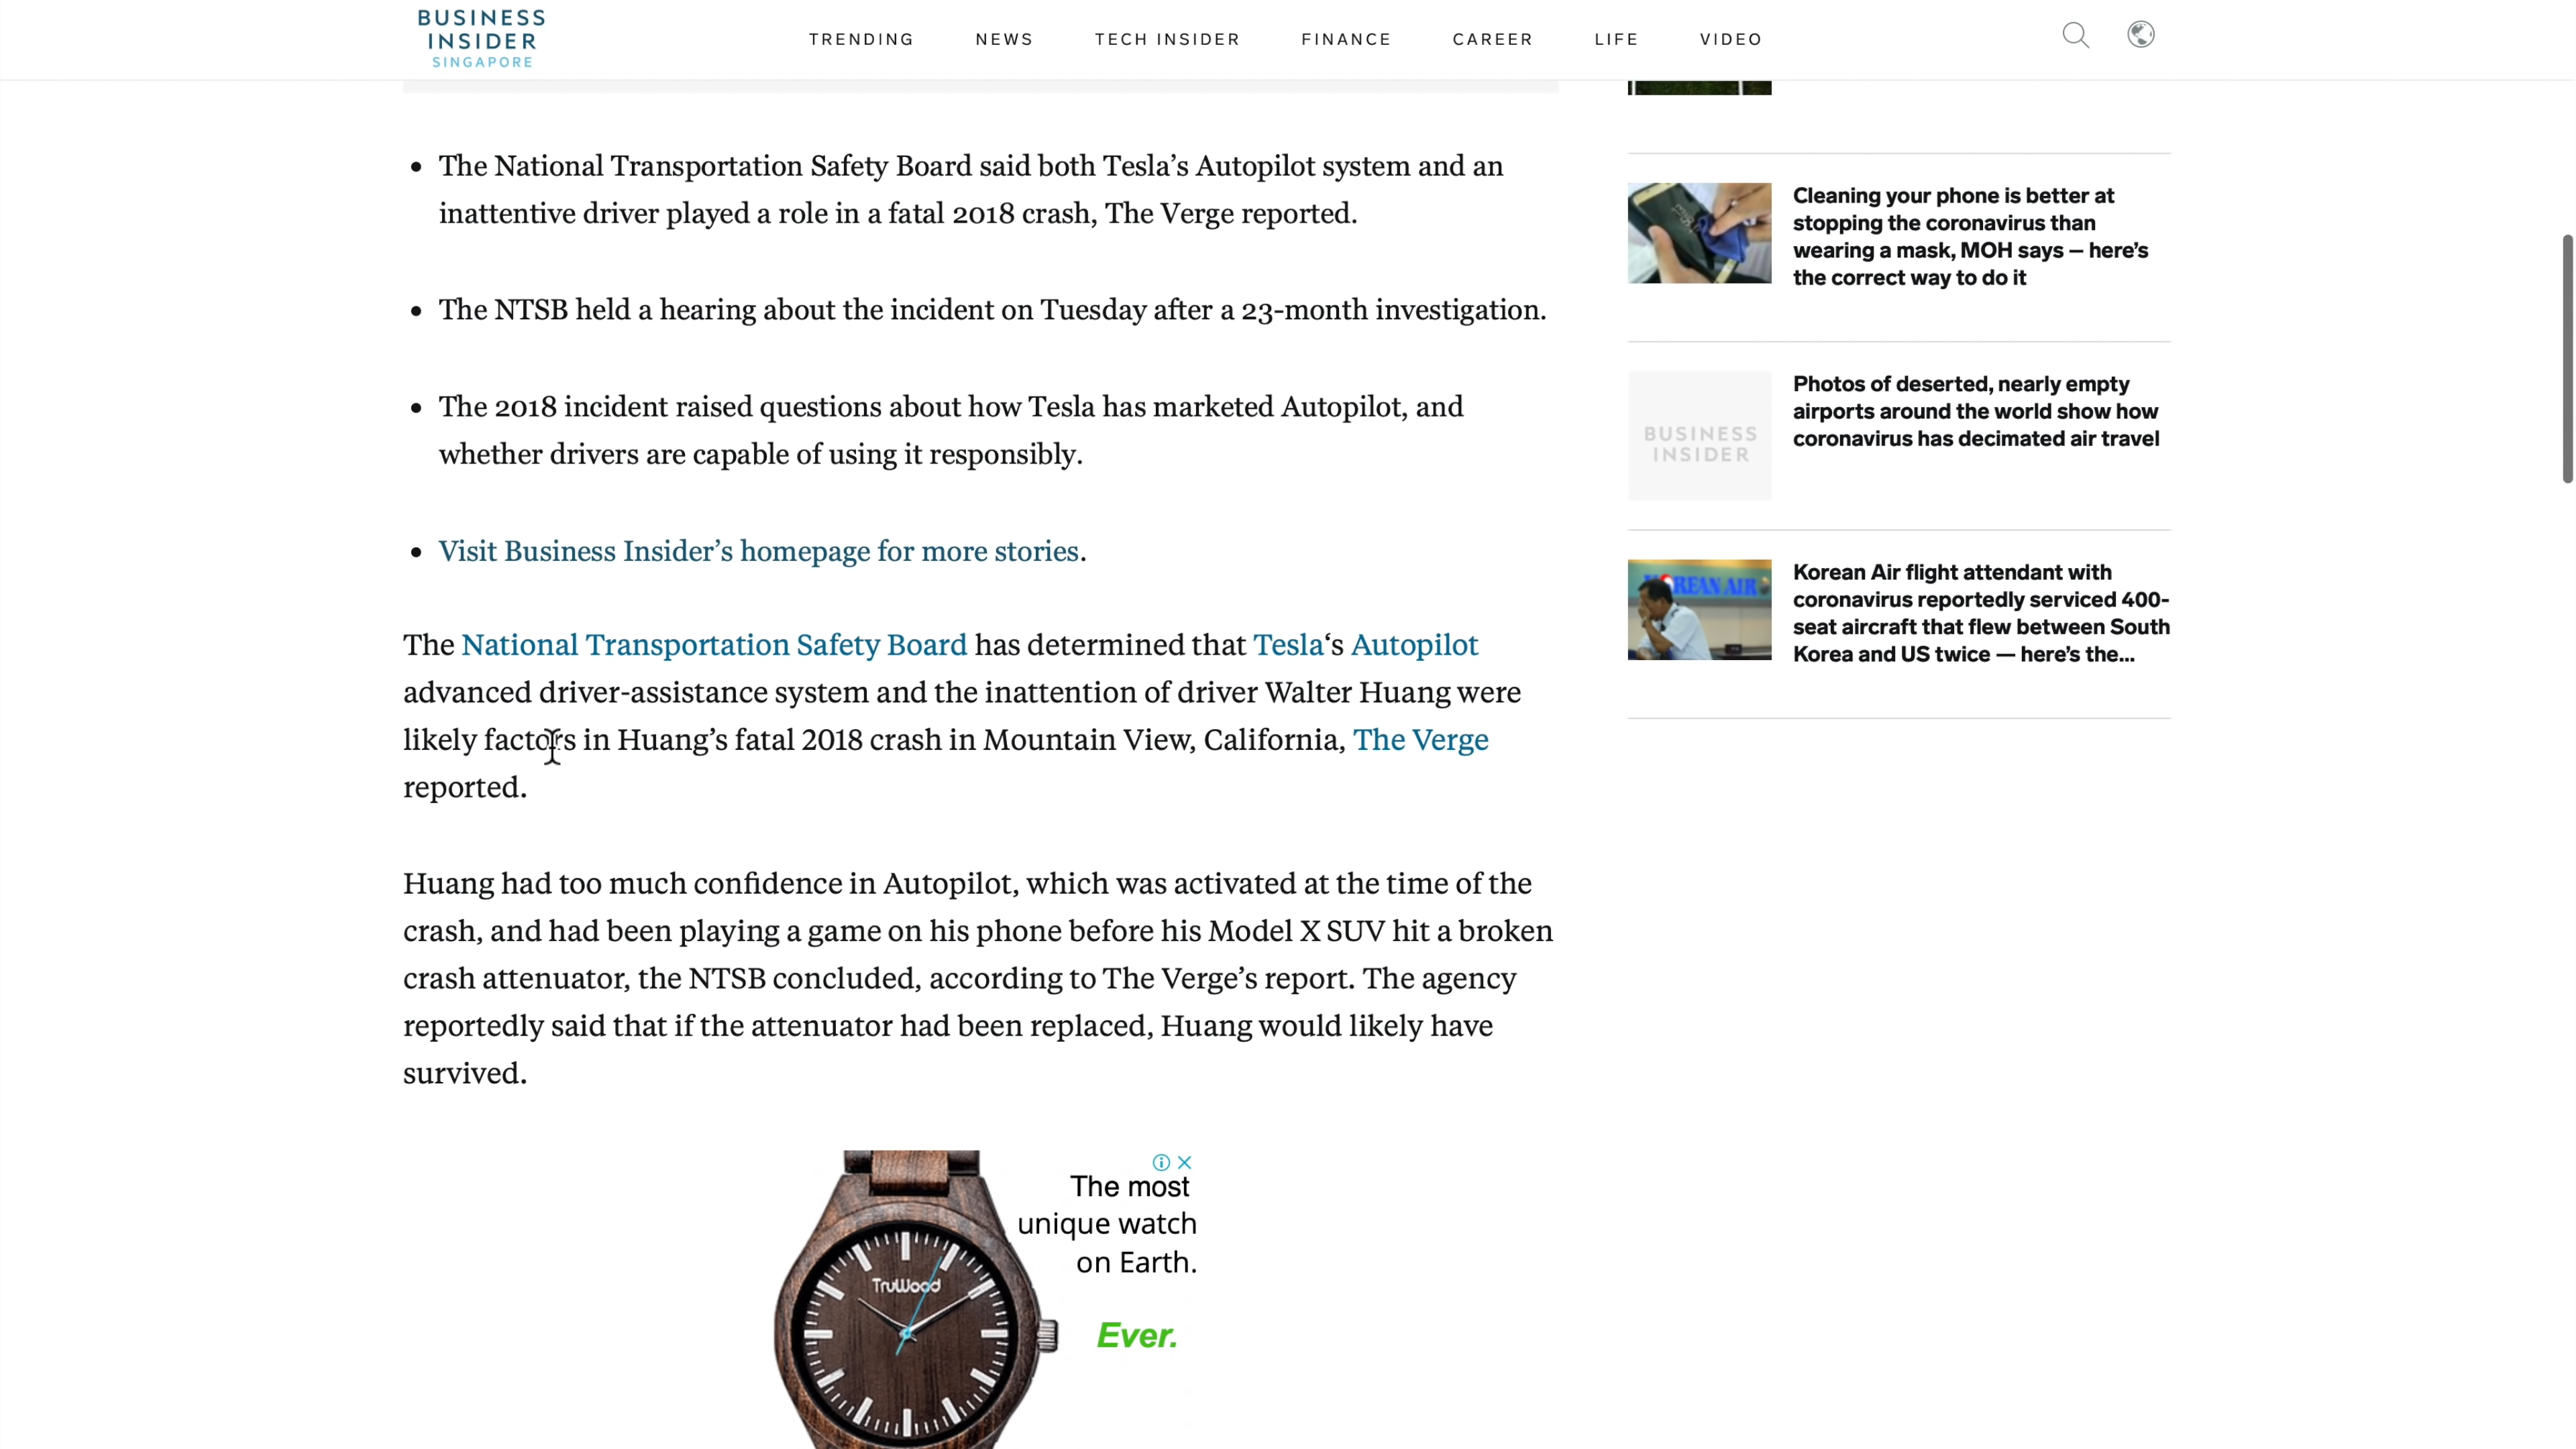 BUSINESS
INSIDER
SINGAPORE
TRENDING NEWS TECH INSIDER FINANCE CAREER LIFE VIDEO
• The National Transportation Safety Board said both Tesla’s Autopilot system and an
inattentive driver played a role in a fatal 2018 crash, The Verge reported.
• The NTSB held a hearing about the incident on Tuesday after a 23-month investigation.
• The 2018 incident raised questions about how Tesla has marketed Autopilot, and
whether drivers are capable of using it responsibly.
• Visit Business Insider’s homepage for more stories.
The National Transportation Safety Board has determined that Tesla‘s Autopilot
advanced driver-assistance system and the inattention of driver Walter Huang were
likely factors in Huang’s fatal 2018 crash in Mountain View, California, The Verge
reported.
Huang had too much confidence in Autopilot, which was activated at the time of the
crash, and had been playing a game on his phone before his Model X SUV hit a broken
crash attenuator, the NTSB concluded, according to The Verge’s report. The agency
reportedly said that if the attenuator had been replaced, Huang would likely have
survived.
The most
unique watch
on Earth.
Ever.
TruWood
Cleaning your phone is better at
stopping the coronavirus than
wearing a mask, MOH says – here’s
the correct way to do it
BUSINESS
INSIDER
Photos of deserted, nearly empty
airports around the world show how
coronavirus has decimated air travel
KOREAN AIR
Korean Air flight attendant with
coronavirus reportedly serviced 400-
seat aircraft that flew between South
Korea and US twice — here’s the...